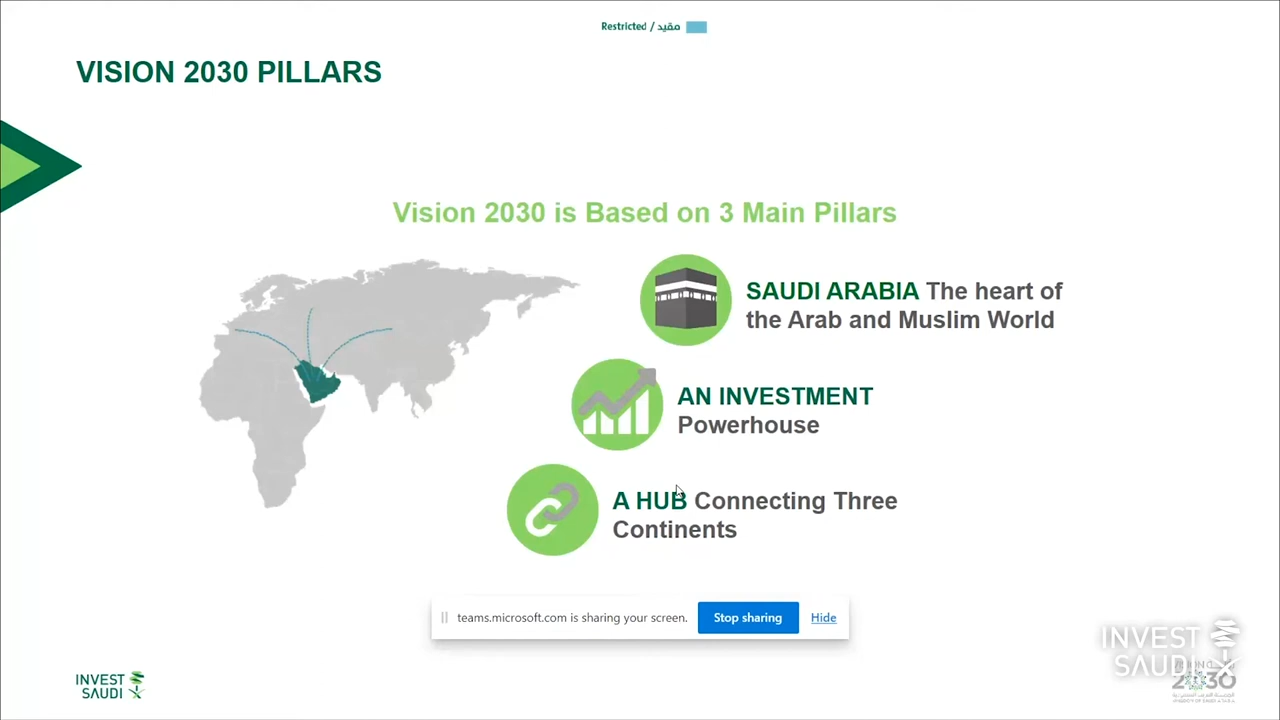 Restricted / مقيد
VISION 2030 PILLARS
Vision 2030 is Based on 3 Main Pillars
SAUDI ARABIA The heart of
the Arab and Muslim World
AN INVESTMENT
Powerhouse
A HUB Connecting Three
Continents
teams.microsoft.com is sharing your screen. Stop sharing Hide
INVEST
SAUDI
INVEST
SAUDI
2030